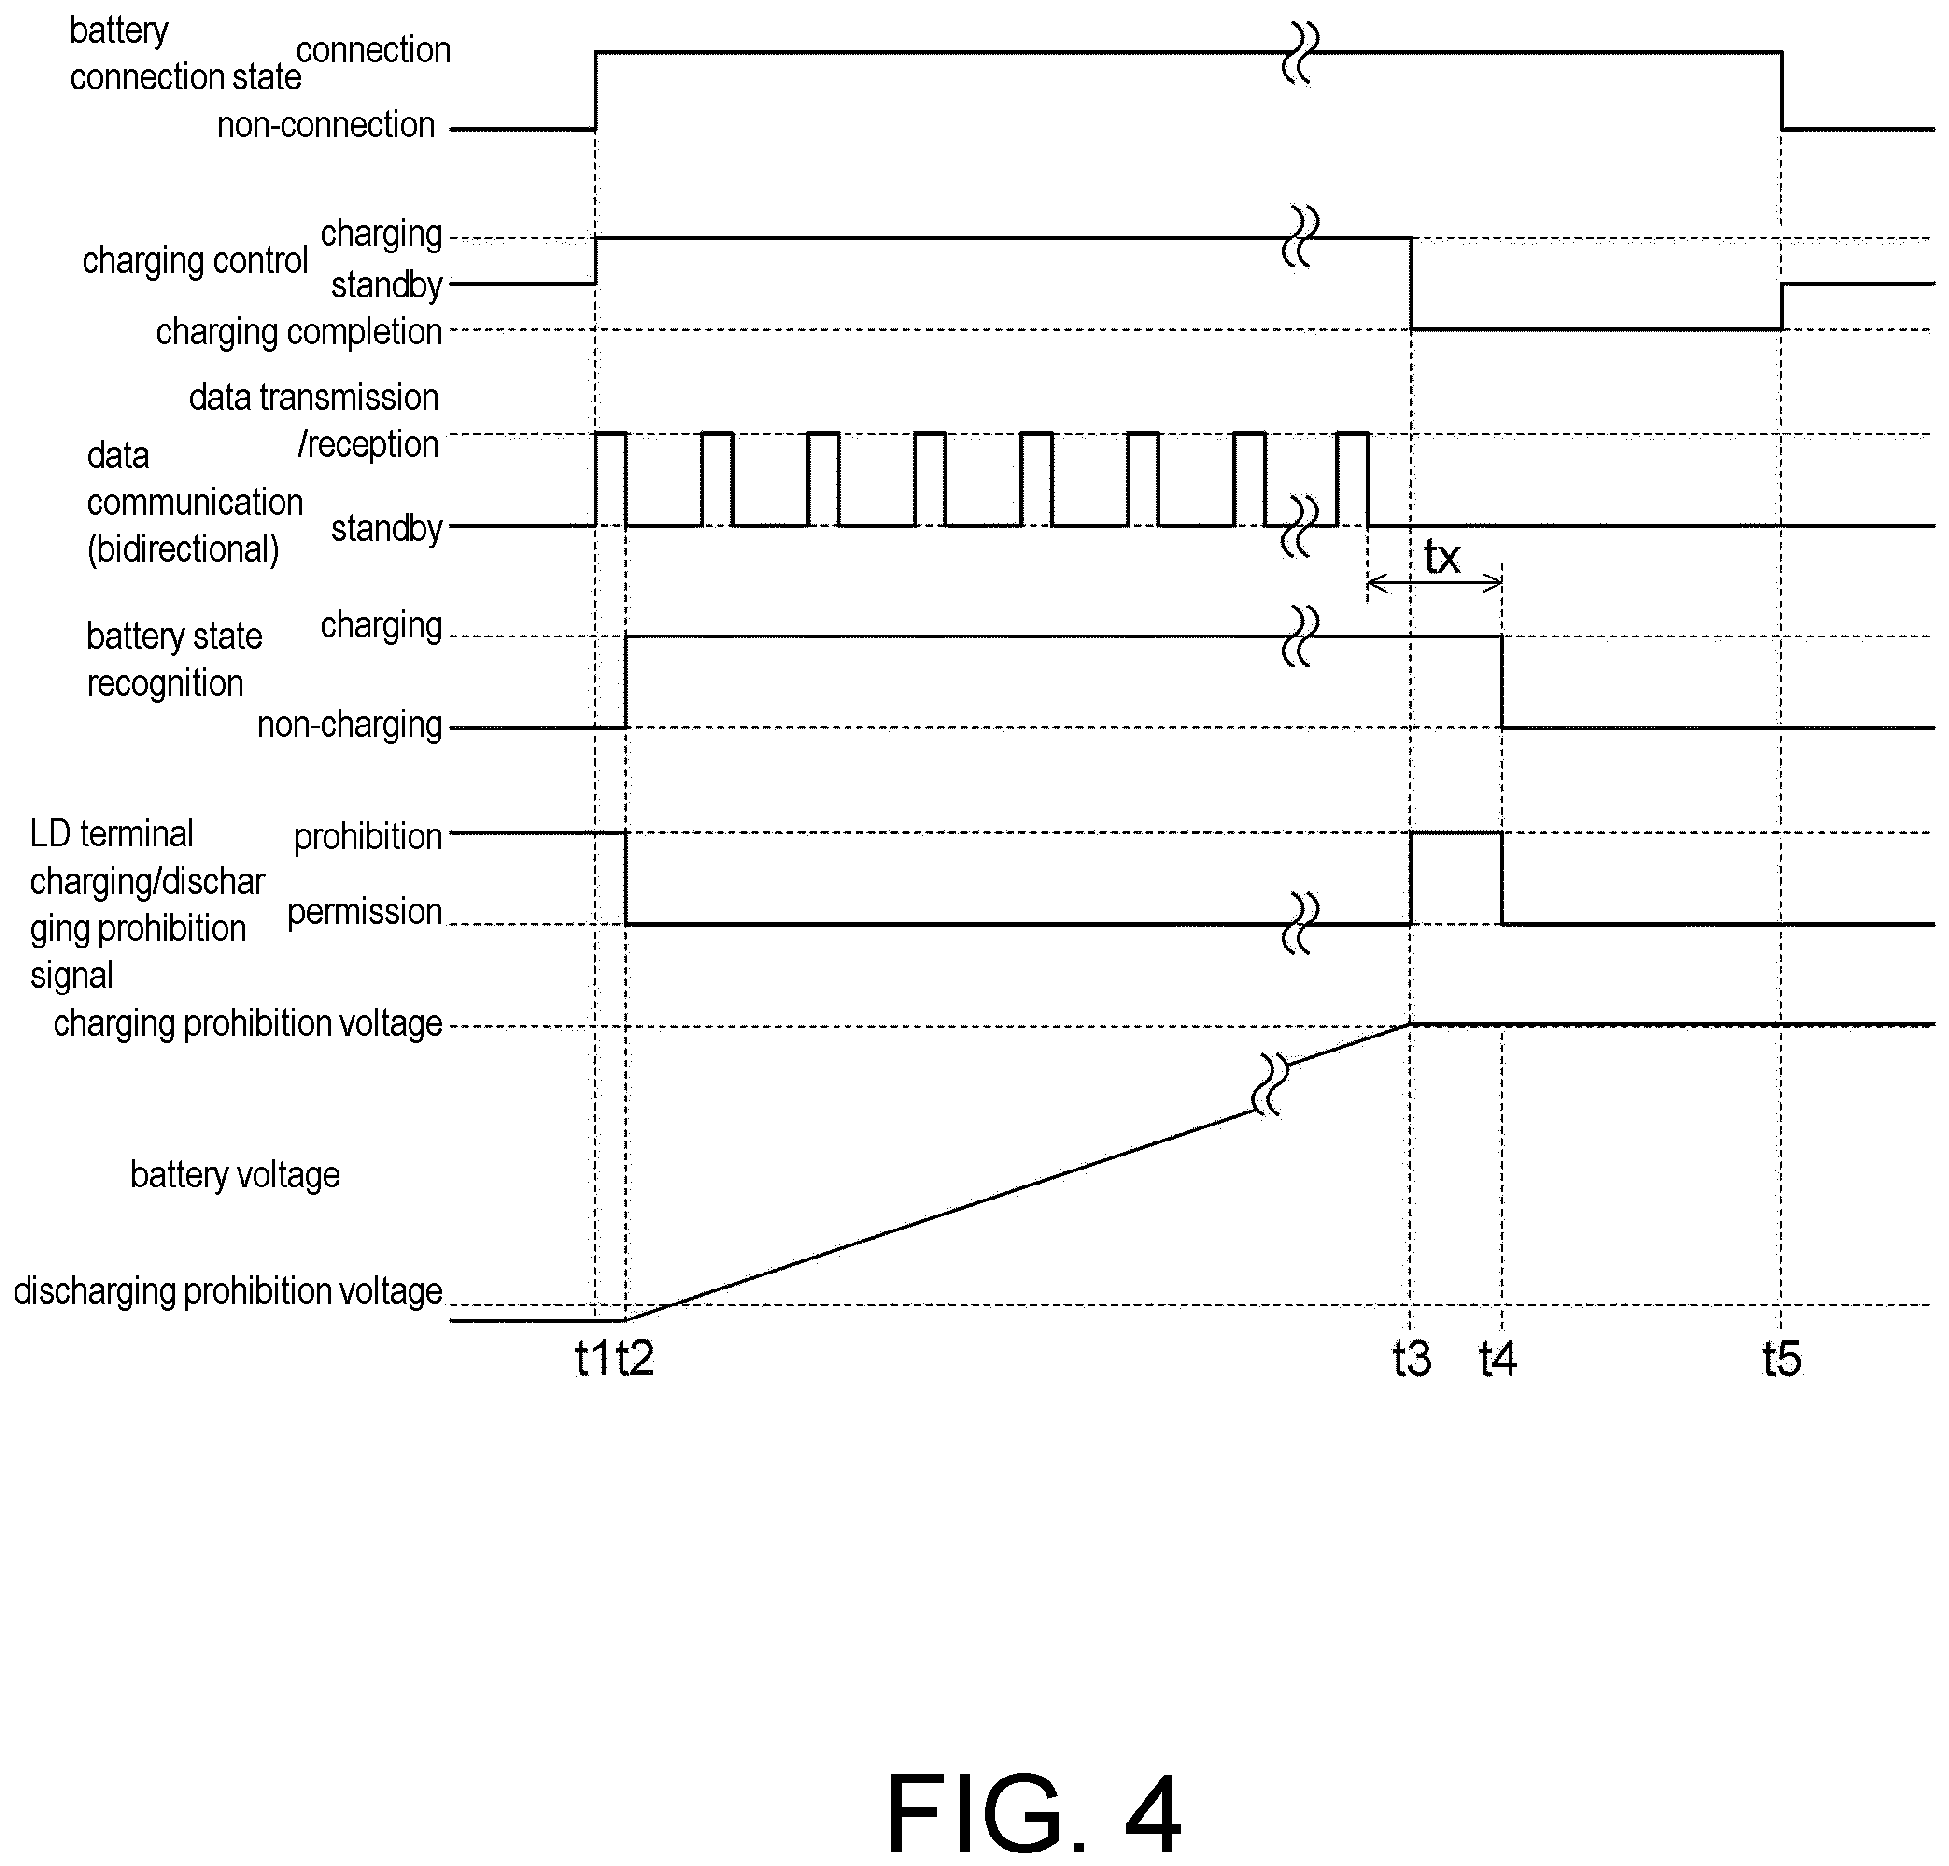 battery
connection state
connection
non-connection
charging control
charging
standby
charging completion
data transmission
/reception
data
communication
(bidirectional)
standby
tx
battery state
recognition
charging
non-charging
LD terminal
charging/dischar
ging prohibition
signal
prohibition
permission
charging prohibition voltage
battery voltage
discharging prohibition voltage
t1 t2 t3 t4 t5
FIG. 4